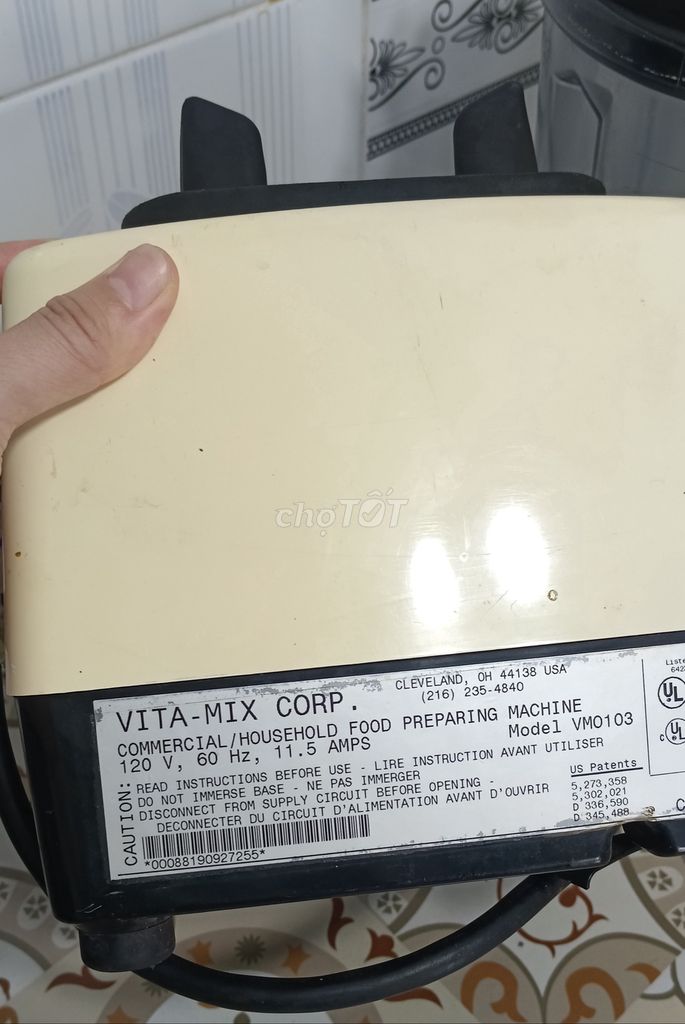 chợTỐT
CLEVELAND, OH 44138 USA
(216) 235-4840
VITA-MIX CORP.
COMMERCIAL/HOUSEHOLD FOOD PREPARING MACHINE
120 V, 60 Hz, 11.5 AMPS
Model VM0103
CAUTION:
READ INSTRUCTIONS BEFORE USE - LIRE INSTRUCTION AVANT UTILISER
DO NOT IMMERSE BASE - NE PAS IMMERGER
DISCONNECT FROM SUPPLY CIRCUIT BEFORE OPENING -
DECONNECTER DU CIRCUIT D'ALIMENTATION AVANT D'OUVRIR
*00088190927255*
US Patents
5,273,358
5,302,021
D 336,590
D 345,488
UL
c UL